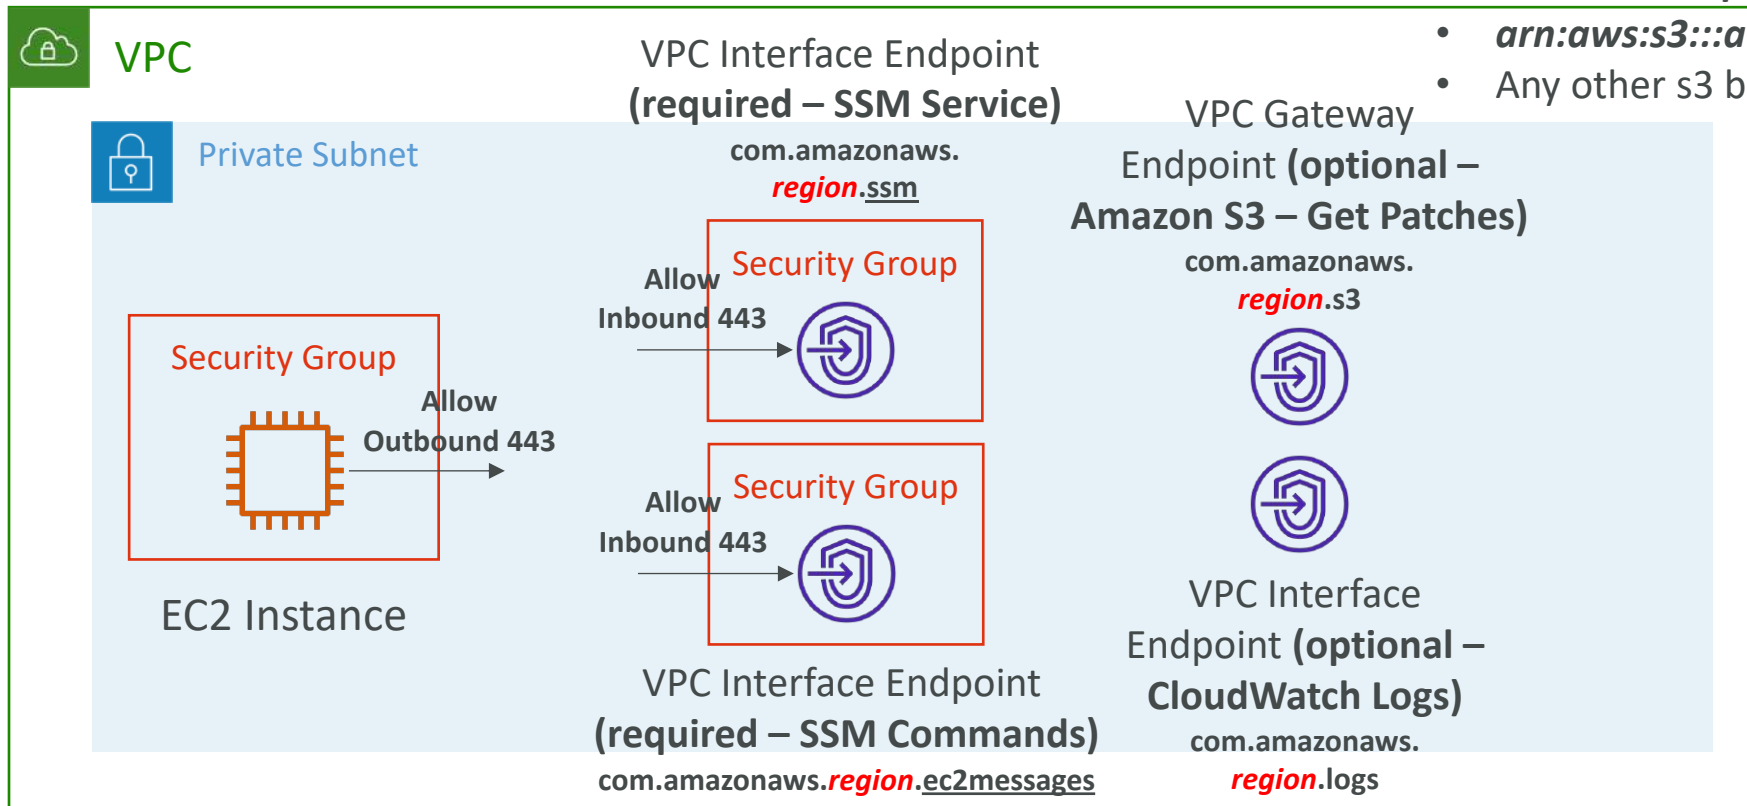 VPC
• arn:aws:s3:::a
• Any other s3 b
Private Subnet
VPC Interface Endpoint
(required – SSM Service)
com.amazonaws.
region.ssm
VPC Gateway
Endpoint (optional –
Amazon S3 – Get Patches)
com.amazonaws.
region.s3
Security Group
Allow
Inbound 443
Security Group
Allow
Outbound 443
EC2 Instance
Security Group
Allow
Inbound 443
VPC Interface Endpoint
(required – SSM Commands)
com.amazonaws.region.ec2messages
VPC Interface
Endpoint (optional –
CloudWatch Logs)
com.amazonaws.
region.logs